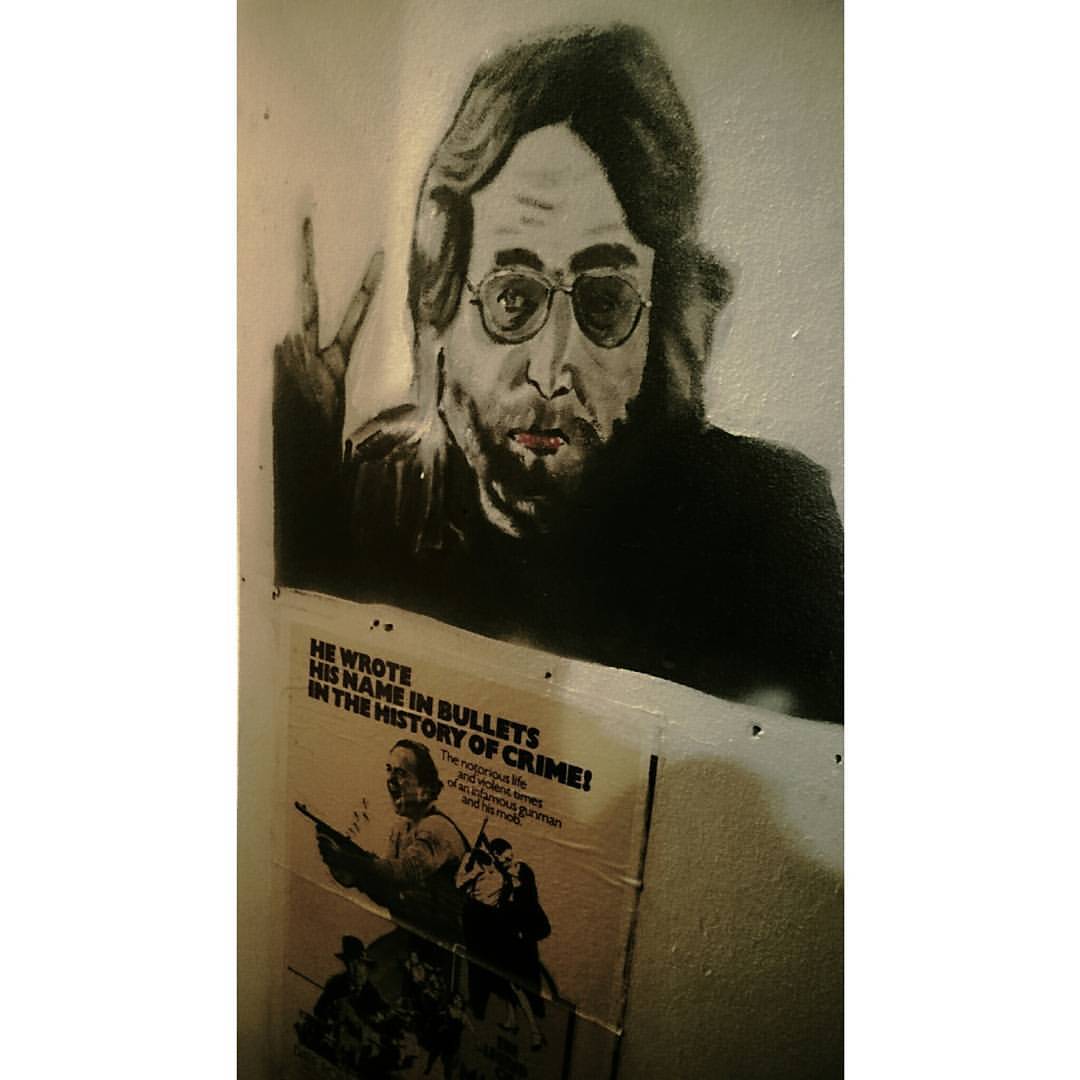 HE WROTE
HIS NAME IN BULLETS
IN THE HISTORY OF CRIME!
The notorious life
and violent times
of an infamous gunman
and his mob.